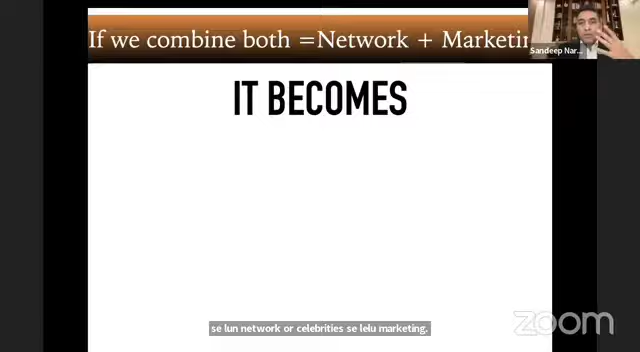 If we combine both =Network + Marketin
Sandeep Nar...
IT BECOMES
se lun network or celebrities se lelu marketing.
zoom